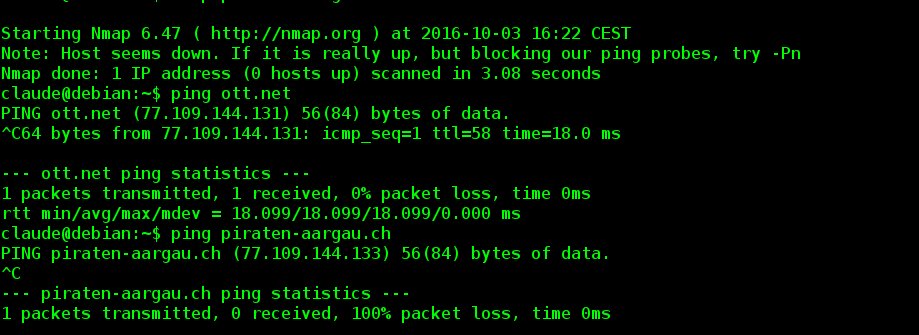 Starting Nmap 6.47 ( http://nmap.org ) at 2016-10-03 16:22 CEST
Note: Host seems down. If it is really up, but blocking our ping probes, try -Pn
Nmap done: 1 IP address (0 hosts up) scanned in 3.08 seconds
claude@debian:~$ ping ott.net
PING ott.net (77.109.144.131) 56(84) bytes of data.
^C64 bytes from 77.109.144.131: icmp_seq=1 ttl=58 time=18.0 ms
--- ott.net ping statistics ---
1 packets transmitted, 1 received, 0% packet loss, time 0ms
rtt min/avg/max/mdev = 18.099/18.099/18.099/0.000 ms
claude@debian:~$ ping piraten-aargau.ch
PING piraten-aargau.ch (77.109.144.133) 56(84) bytes of data.
^C
--- piraten-aargau.ch ping statistics ---
1 packets transmitted, 0 received, 100% packet loss, time 0ms